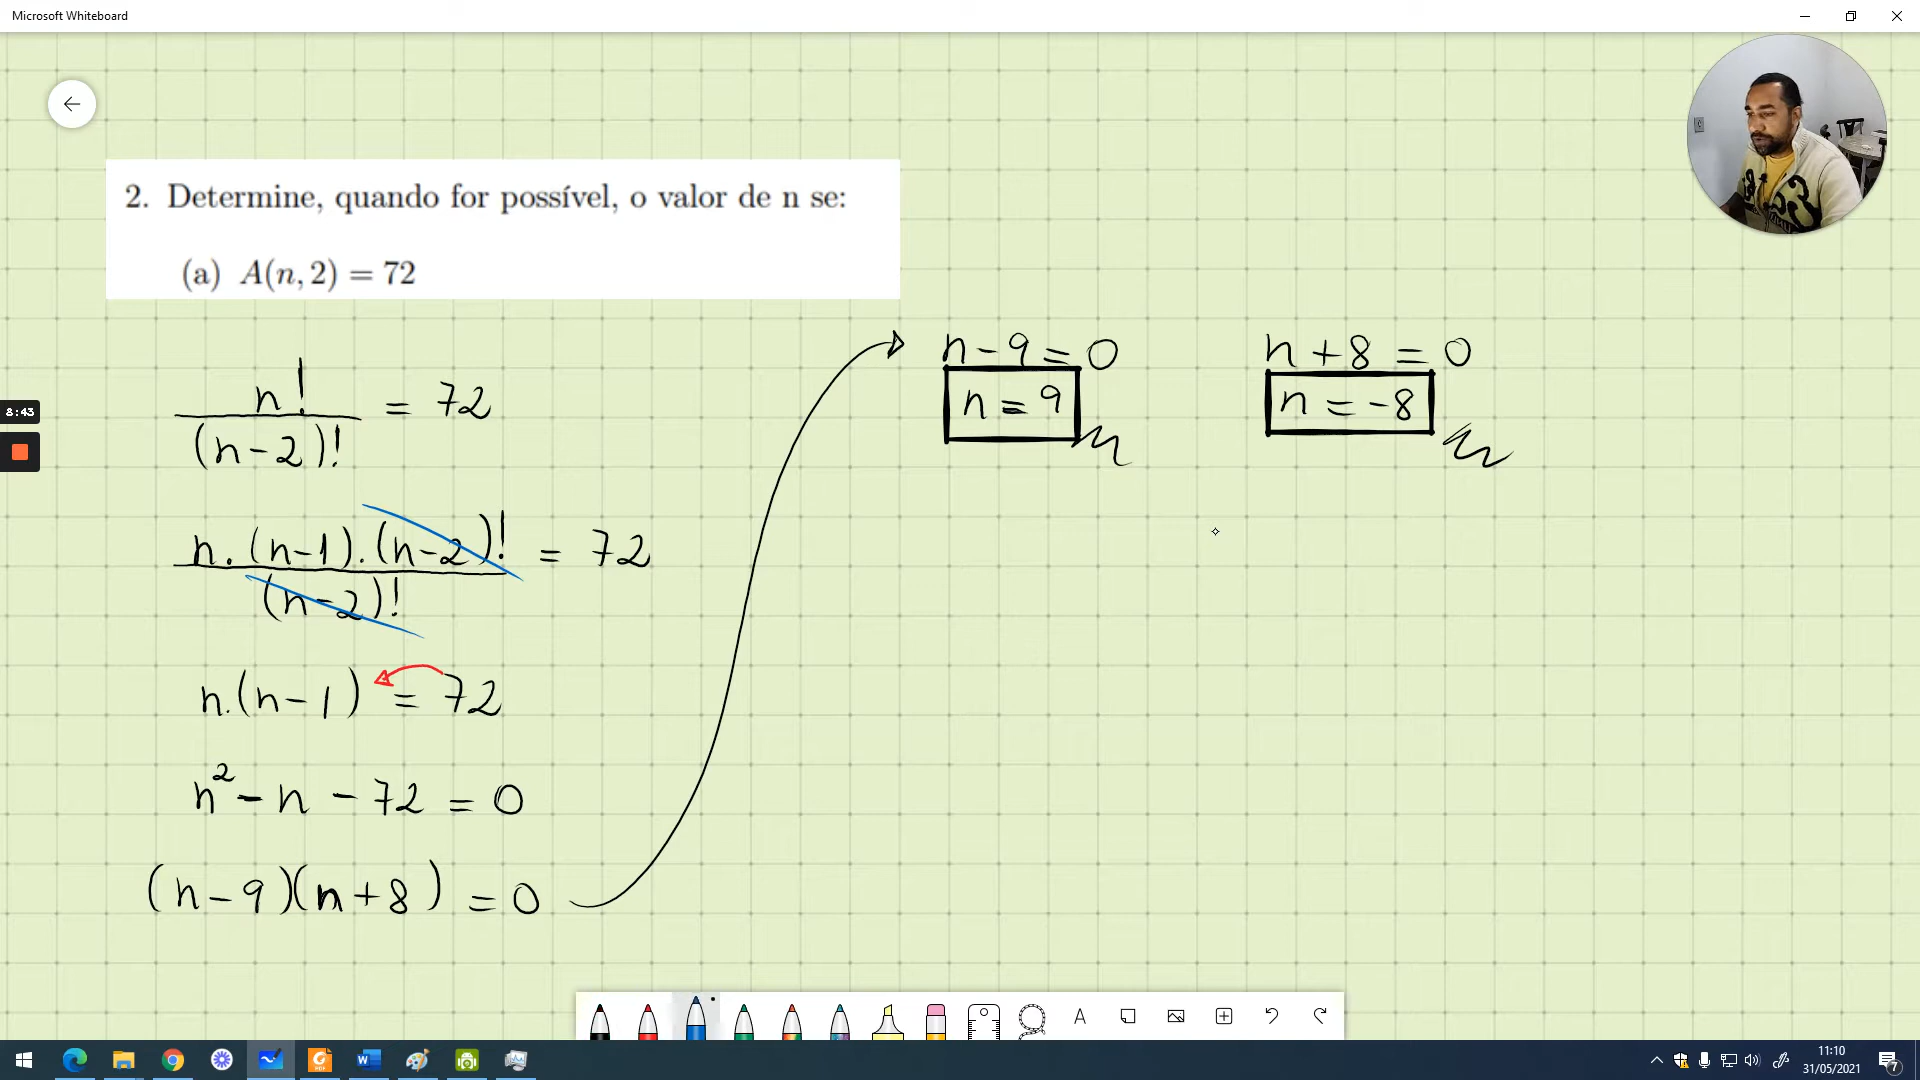 Microsoft Whiteboard
2. Determine, quando for possível, o valor de n se:
(a) A(n, 2) = 72
n! / (n-2)! = 72
n.(n-1).(n-2)! / (n-2)! = 72
n.(n-1) = 72
n² - n - 72 = 0
(n-9)(n+8) = 0
n-9=0
n=9
n+8=0
n=-8
8:43
A
11:10
31/05/2021
7